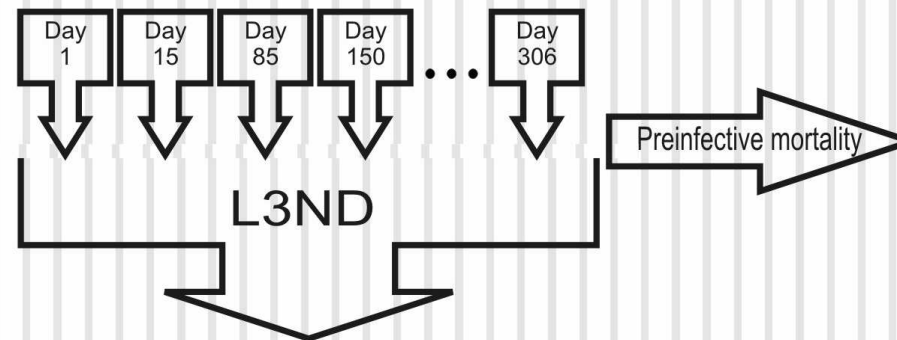 Day
1
Day
15
Day
85
Day
150
...
Day
306
Preinfective mortality
L3ND